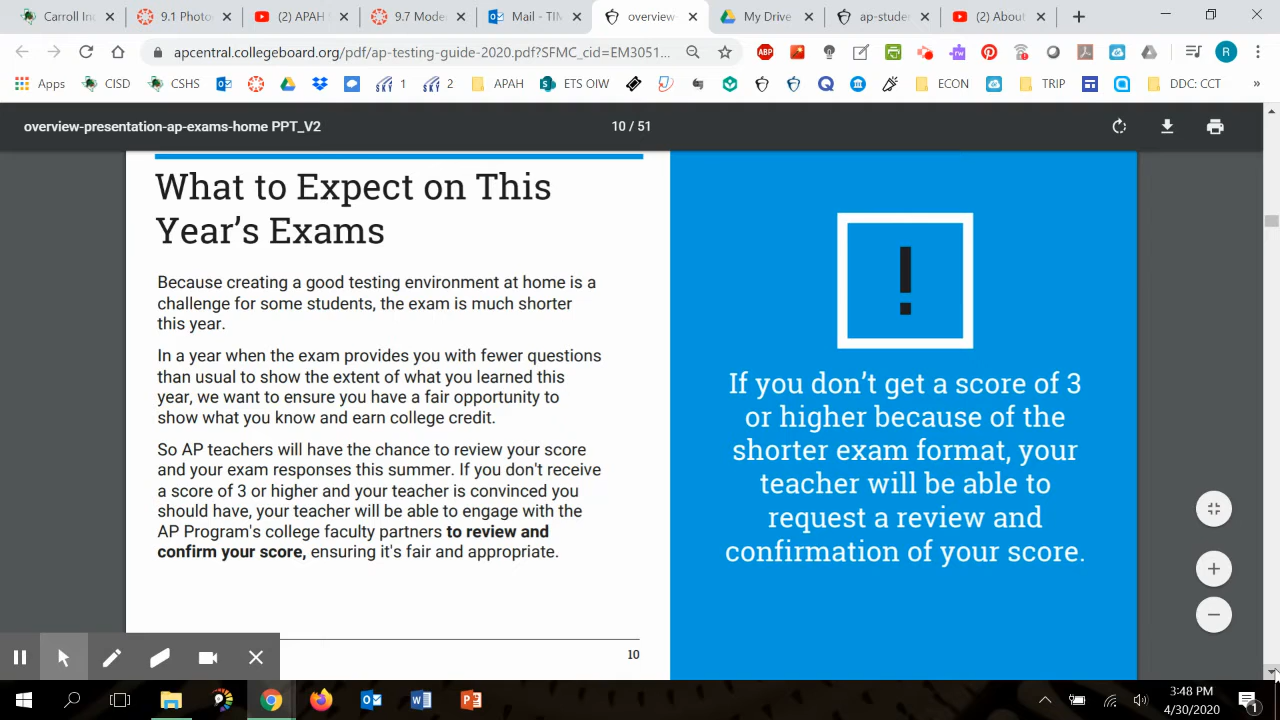 Carroll Inc
9.1 Photo
(2) APAH S
9.7 Mode
Mail - TIM
overview-
My Drive
ap-studer
(2) About
apcentral.collegeboard.org/pdf/ap-testing-guide-2020.pdf?SFMC_cid=EM3051...
R
Apps
CISD
CSHS
1
2
APAH
ETS OIW
ECON
TRIP
DDC: CCT
»
overview-presentation-ap-exams-home PPT_V2
10 / 51
What to Expect on This
Year's Exams
Because creating a good testing environment at home is a
challenge for some students, the exam is much shorter
this year.
In a year when the exam provides you with fewer questions
than usual to show the extent of what you learned this
year, we want to ensure you have a fair opportunity to
show what you know and earn college credit.
So AP teachers will have the chance to review your score
and your exam responses this summer. If you don't receive
a score of 3 or higher and your teacher is convinced you
should have, your teacher will be able to engage with the
AP Program's college faculty partners to review and
confirm your score, ensuring it's fair and appropriate.
10
!
If you don't get a score of 3
or higher because of the
shorter exam format, your
teacher will be able to
request a review and
confirmation of your score.
3:48 PM
4/30/2020
1